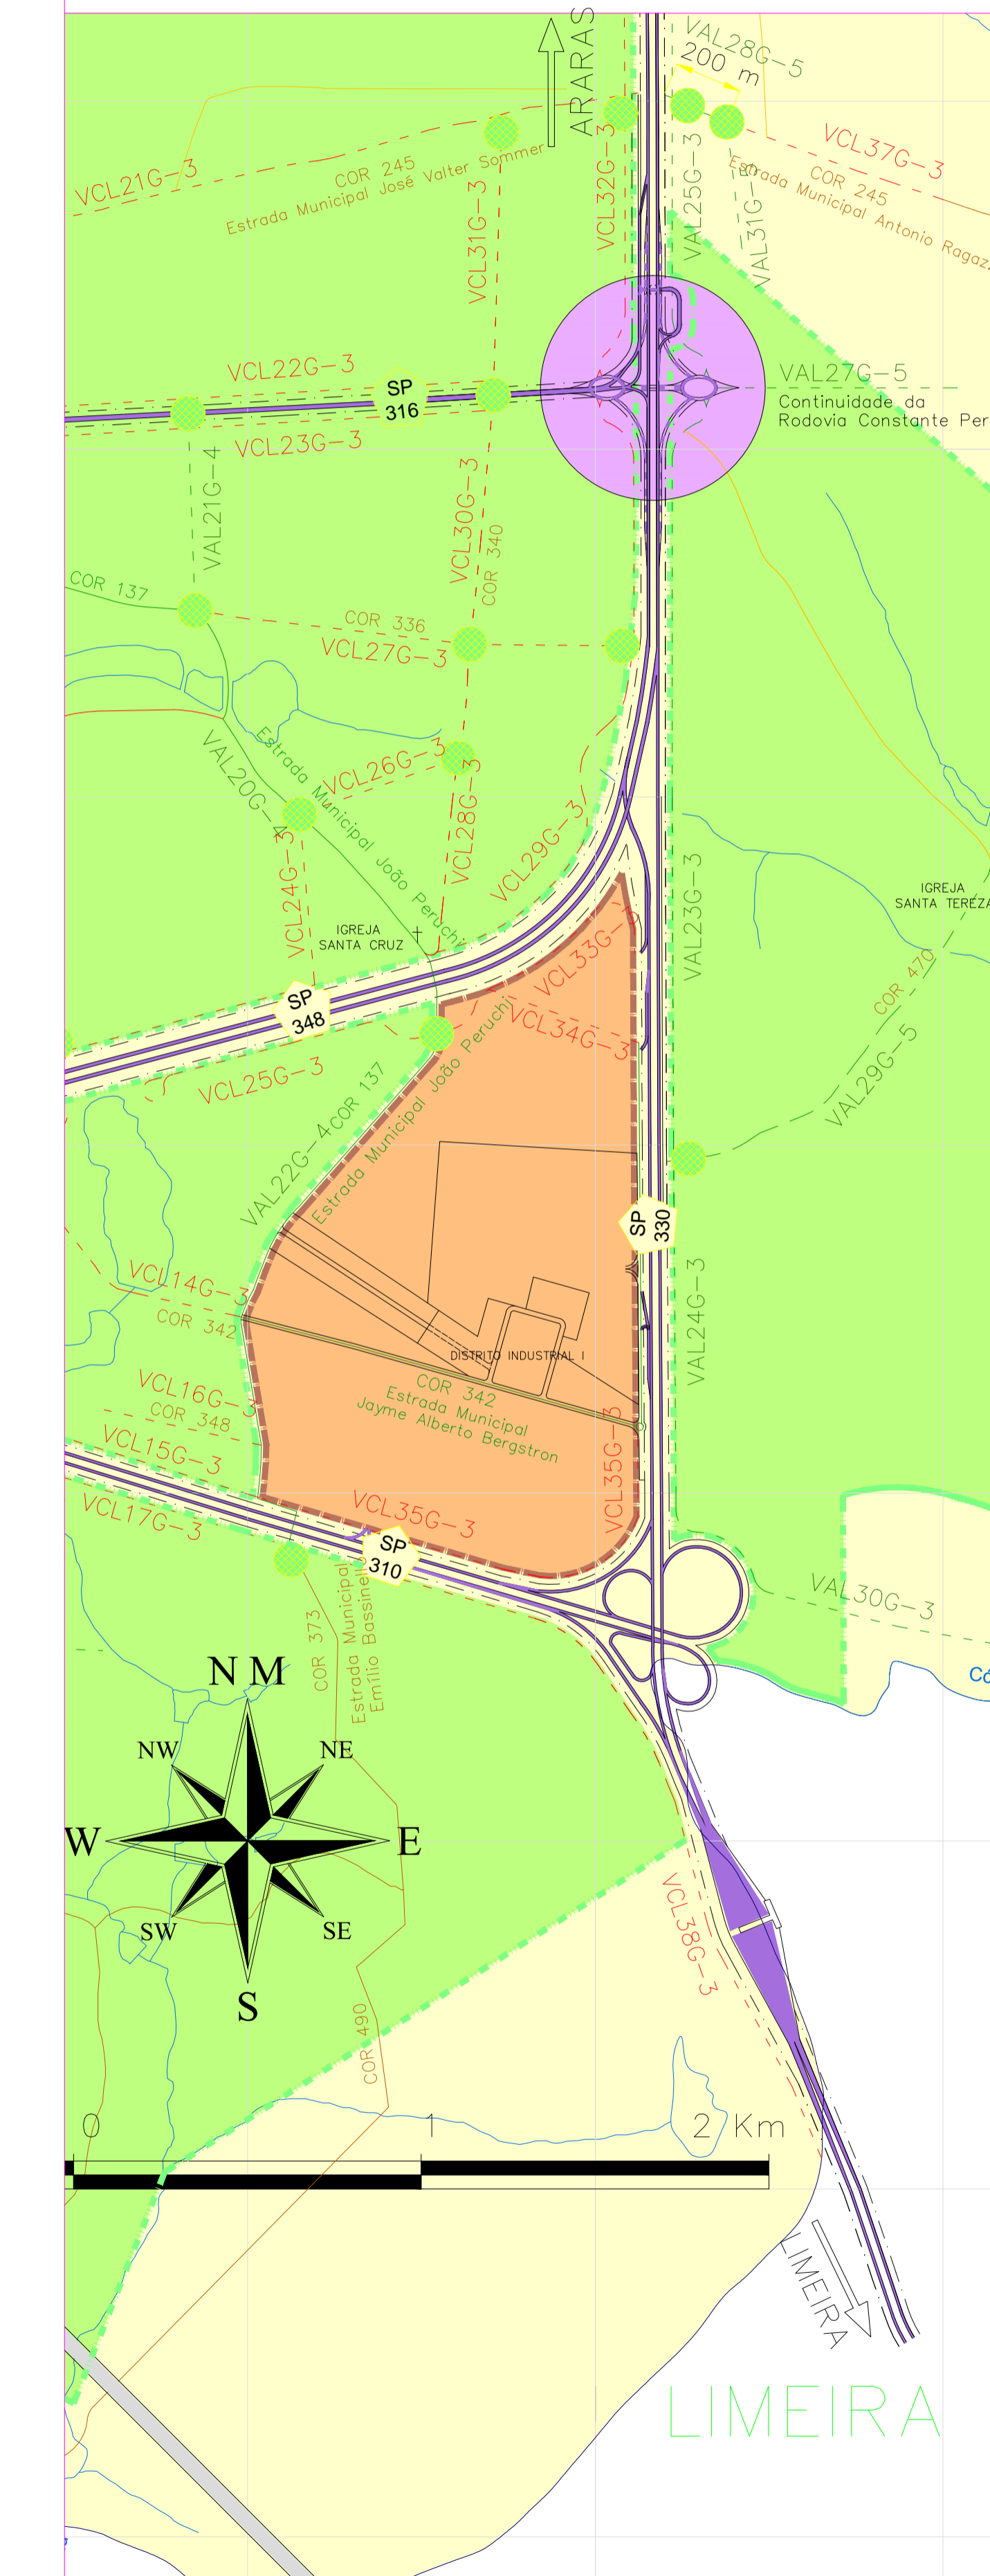 ARARAS
VAL28G-5
200 m
VCL21G-3
COR 245
Estrada Municipal José Valter Sommer
VCL31G-3
VCL32G-3
VAL25G-3
VAL31G-3
VCL37G-3
COR 245
Estrada Municipal Antonio Ragaz
VCL22G-3
SP
316
VCL23G-3
VAL27G-5
Continuidade da
Rodovia Constante Per
VAL21G-4
VCL30G-3
COR 340
COR 137
COR 336
VCL27G-3
VAL20G-4
Estrada Municipal João Peruchi
VCL26G-3
VCL28G-3
VCL24G-3
VCL29G-3
VAL23G-3
IGREJA
SANTA TEREZA
IGREJA
SANTA CRUZ
VCL33G-3
COR 470
SP
348
VCL34G-3
VCL25G-3
VAL29G-5
VAL22G-4
COR 137
Estrada Municipal João Peruchi
SP
330
VCL14G-3
COR 342
VAL24G-3
DISTRITO INDUSTRIAL I
COR 342
Estrada Municipal
Jayme Alberto Bergstron
VCL16G-3
COR 348
VCL15G-3
VCL35G-3
VCL17G-3
VCL35G-3
SP
310
VAL30G-3
COR 373
Estrada Municipal
Emílio Bassinello
Có
N M
NW
NE
W
E
SW
SE
S
VCL38G-3
COR 490
0
1
2 Km
LIMEIRA
LIMEIRA